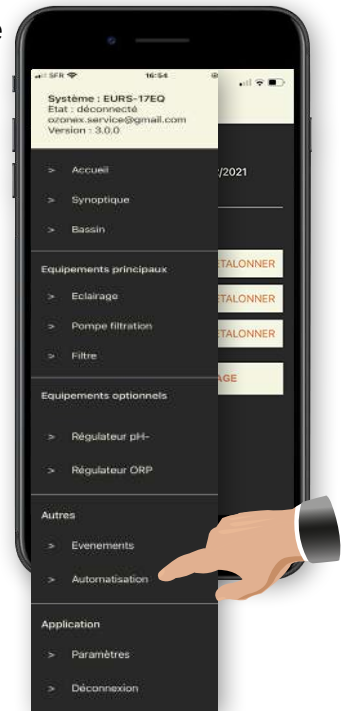 e
SFR 16:54
Système : EURS-17EQ
Etat : déconnecté
ozonex.service@gmail.com
Version : 3.0.0
> Accueil
/2021
> Synoptique
> Bassin
Equipements principaux
ETALONNER
> Eclairage
ETALONNER
> Pompe filtration
ETALONNER
> Filtre
AGE
Equipements optionnels
> Régulateur pH-
> Régulateur ORP
Autres
> Evenements
> Automatisation
Application
> Paramètres
> Déconnexion